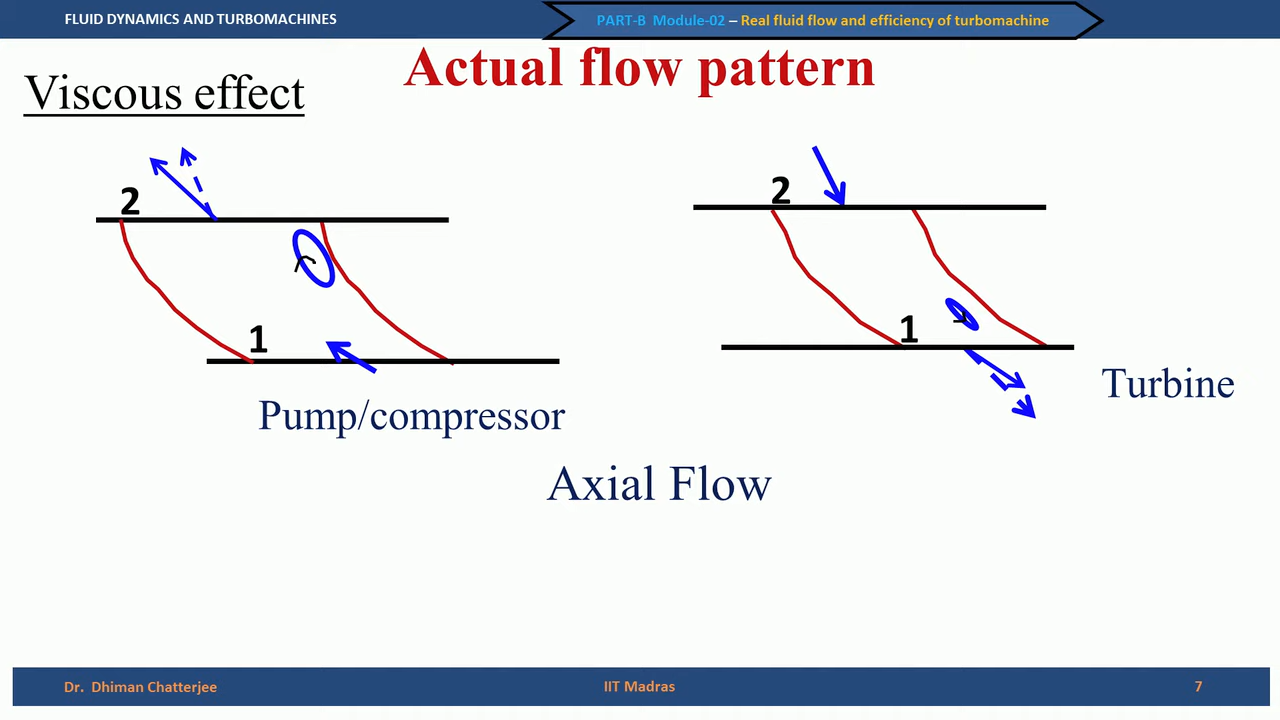 FLUID DYNAMICS AND TURBOMACHINES
PART-B Module-02 – Real fluid flow and efficiency of turbomachine
Actual flow pattern
Viscous effect
2
1
Pump/compressor
2
1
Turbine
Axial Flow
Dr. Dhiman Chatterjee
IIT Madras
7